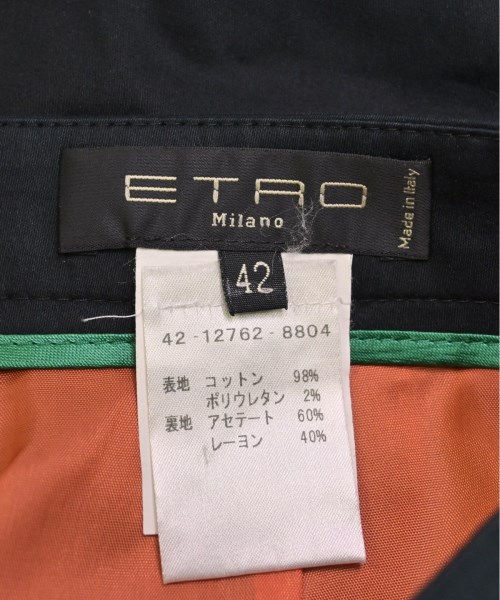 ETRO
Milano
Made in Italy
42
42-12762-8804
表地 コットン 98%
ポリウレタン 2%
裏地 アセテート 60%
レーヨン 40%